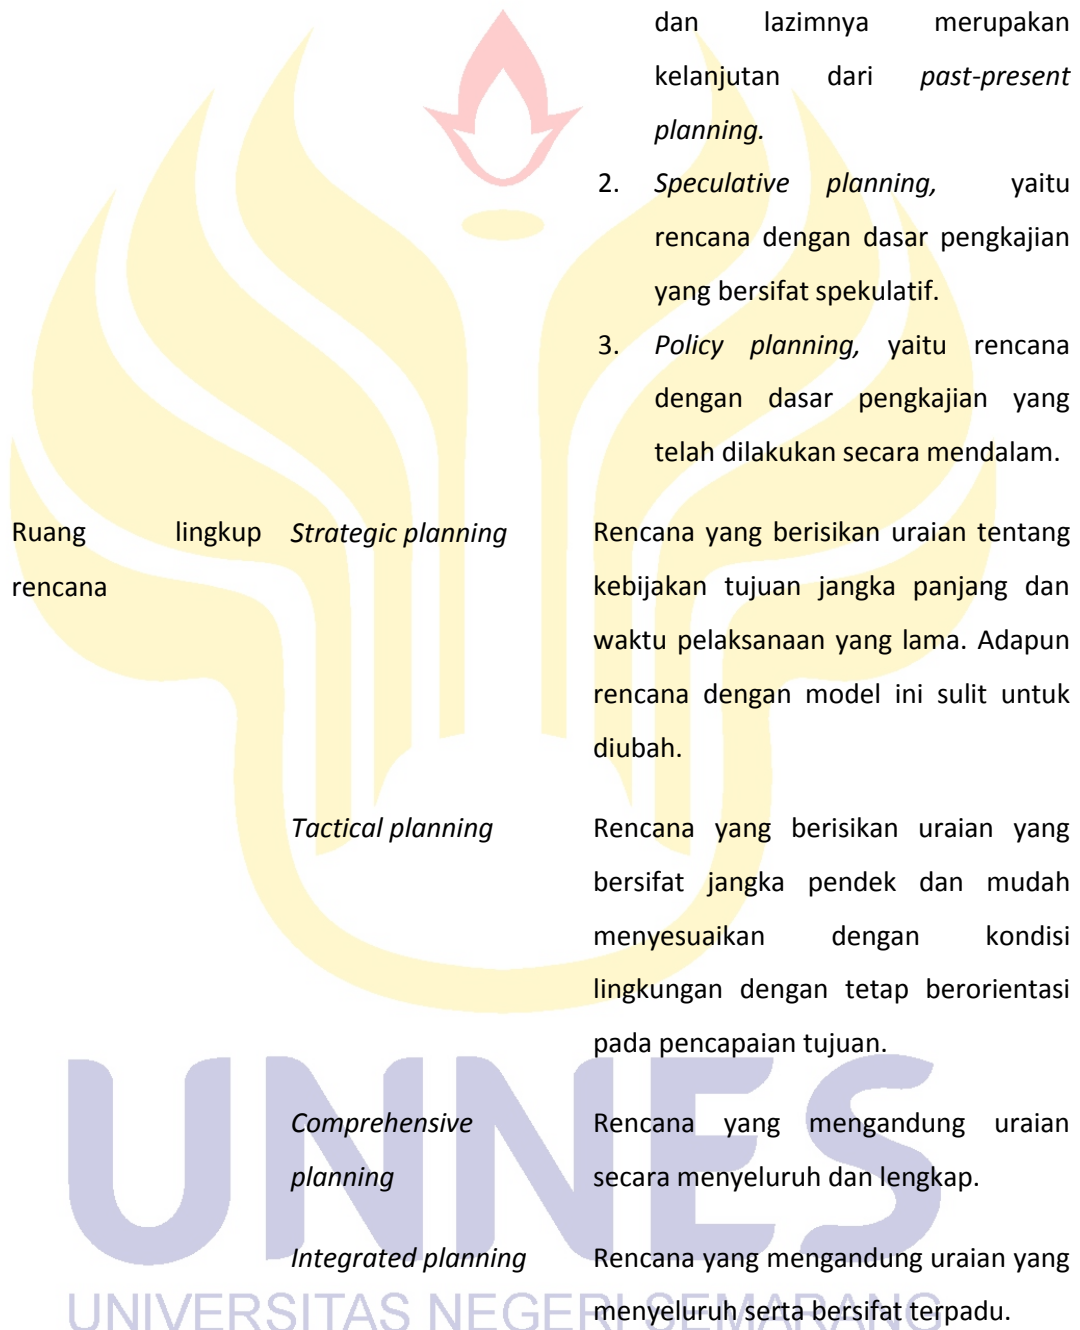 dan lazimnya merupakan
kelanjutan dari past-present
planning.
2. Speculative planning, yaitu
rencana dengan dasar pengkajian
yang bersifat spekulatif.
3. Policy planning, yaitu rencana
dengan dasar pengkajian yang
telah dilakukan secara mendalam.
Ruang lingkup
rencana
Strategic planning
Rencana yang berisikan uraian tentang
kebijakan tujuan jangka panjang dan
waktu pelaksanaan yang lama. Adapun
rencana dengan model ini sulit untuk
diubah.
Tactical planning
Rencana yang berisikan uraian yang
bersifat jangka pendek dan mudah
menyesuaikan dengan kondisi
lingkungan dengan tetap berorientasi
pada pencapaian tujuan.
Comprehensive
planning
Rencana yang mengandung uraian
secara menyeluruh dan lengkap.
Integrated planning
Rencana yang mengandung uraian yang
menyeluruh serta bersifat terpadu.
UNNES
UNIVERSITAS NEGERI SEMARANG